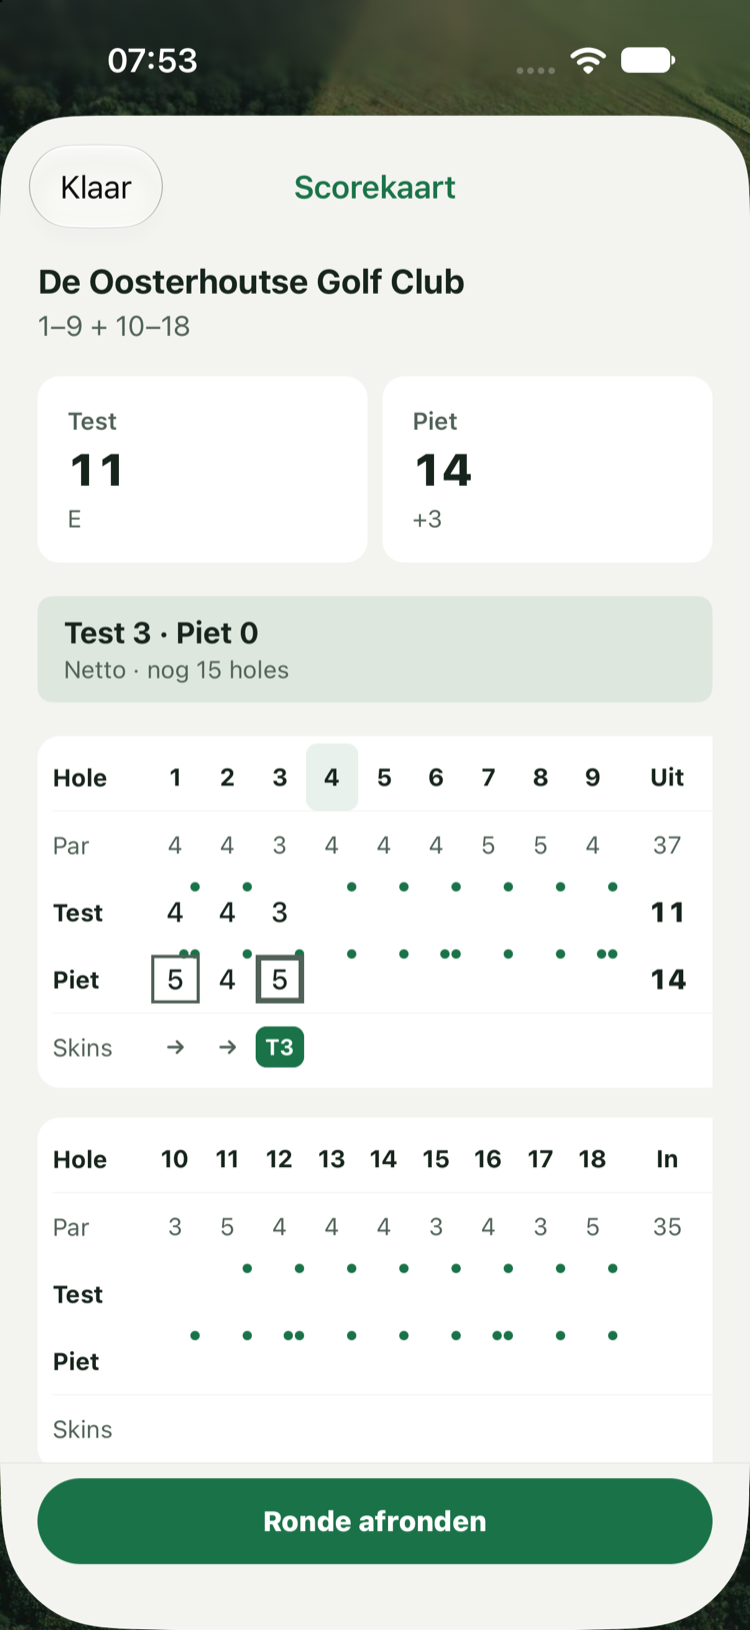 07:53
Klaar
Scorekaart
De Oosterhoutse Golf Club
1–9 + 10–18
Test
11
E
Piet
14
+3
Test 3 · Piet 0
Netto · nog 15 holes
Hole 1 2 3 4 5 6 7 8 9 Uit
Par 4 4 3 4 4 4 5 5 4 37
Test 4 4 3 11
Piet 5 4 5 14
Skins → → T3
Hole 10 11 12 13 14 15 16 17 18 In
Par 3 5 4 4 4 3 4 3 5 35
Test
Piet
Skins
Ronde afronden